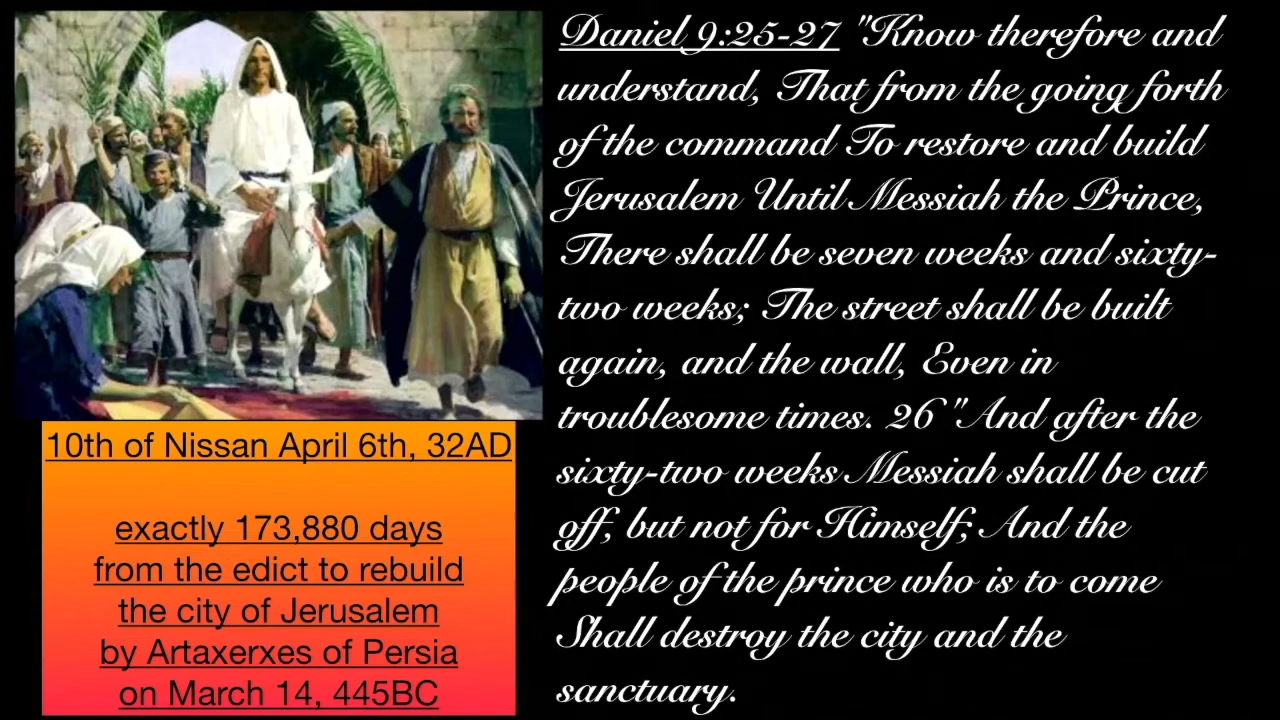 10th of Nissan April 6th, 32AD
exactly 173,880 days
from the edict to rebuild
the city of Jerusalem
by Artaxerxes of Persia
on March 14, 445BC
Daniel 9:25-27 "Know therefore and
understand, That from the going forth
of the command To restore and build
Jerusalem Until Messiah the Prince,
There shall be seven weeks and sixty-
two weeks; The street shall be built
again, and the wall, Even in
troublesome times. 26 "And after the
sixty-two weeks Messiah shall be cut
off, but not for Himself; And the
people of the prince who is to come
Shall destroy the city and the
sanctuary.